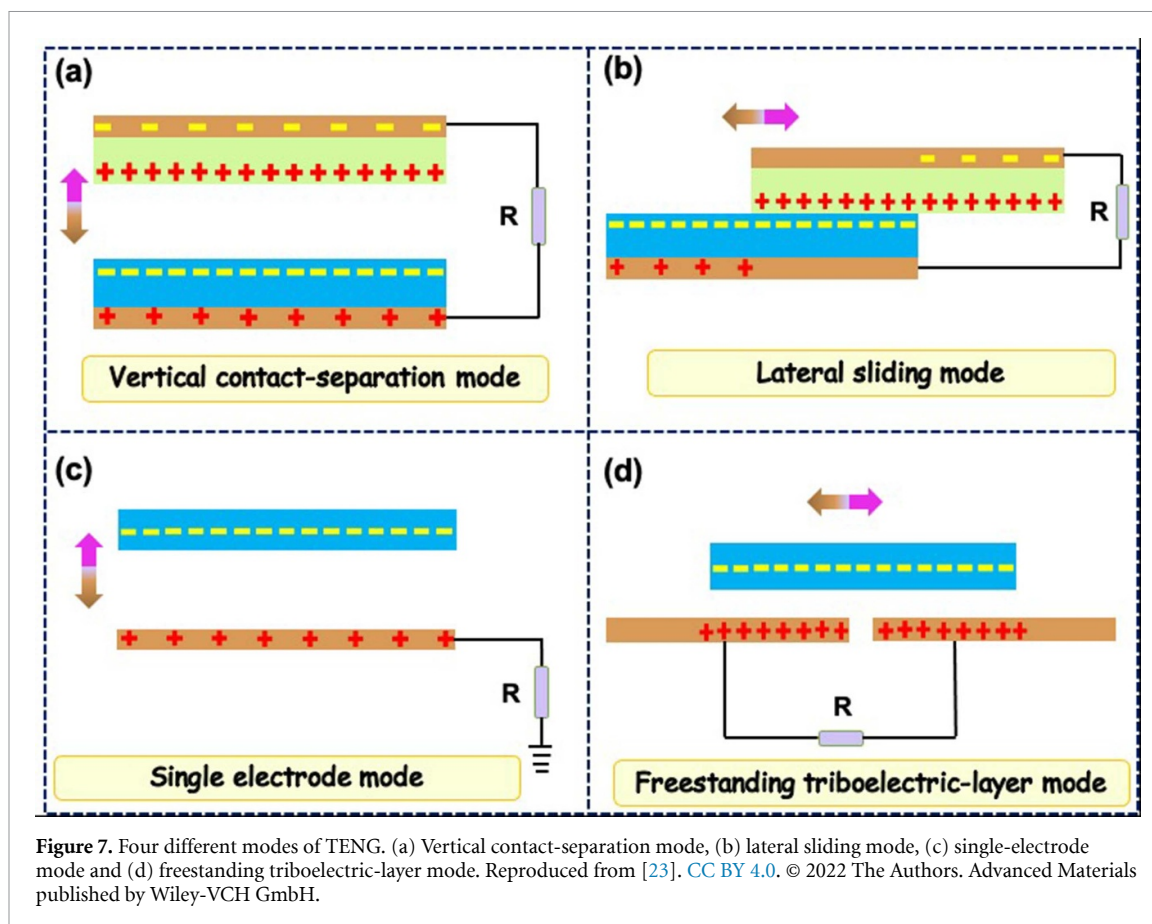 (a)
R
Vertical contact-separation mode
(b)
R
Lateral sliding mode
(c)
R
Single electrode mode
(d)
R
Freestanding triboelectric-layer mode
Figure 7. Four different modes of TENG. (a) Vertical contact-separation mode, (b) lateral sliding mode, (c) single-electrode
mode and (d) freestanding triboelectric-layer mode. Reproduced from [23]. CC BY 4.0. © 2022 The Authors. Advanced Materials
published by Wiley-VCH GmbH.